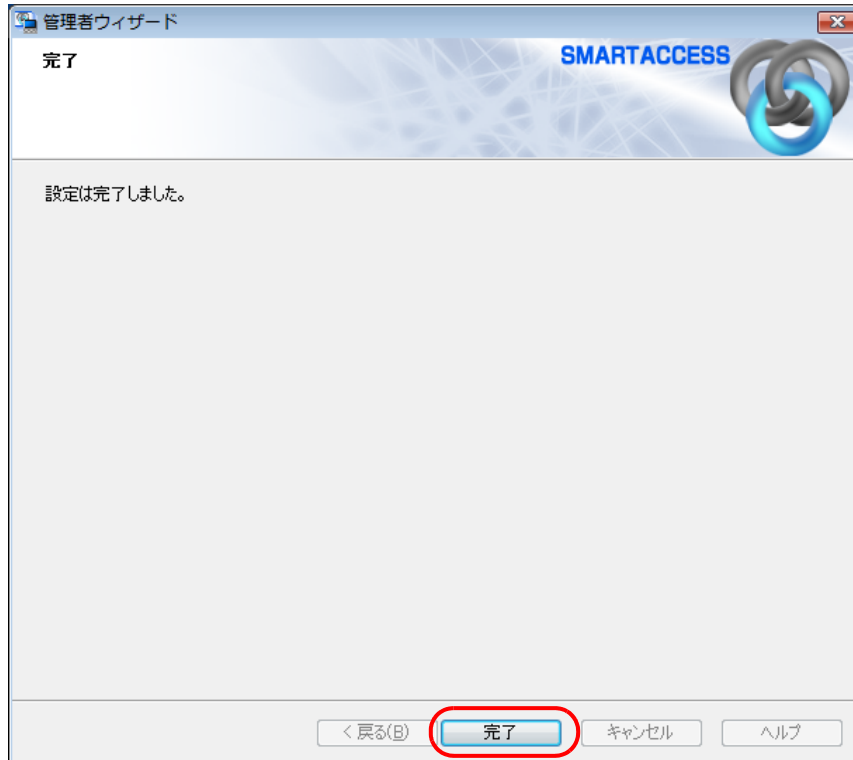 管理者ウィザード
完了
SMARTACCESS
設定は完了しました。
< 戻る(B)
完了
キャンセル
ヘルプ